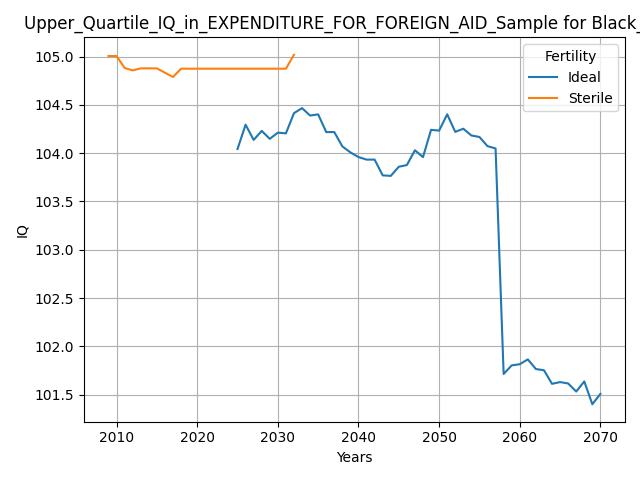 Upper_Quartile_IQ_in_EXPENDITURE_FOR_FOREIGN_AID_Sample for Black_
105.0
104.5
104.0
103.5
103.0
102.5
102.0
101.5
IQ
Fertility
Ideal
Sterile
2010 2020 2030 2040 2050 2060 2070
Years